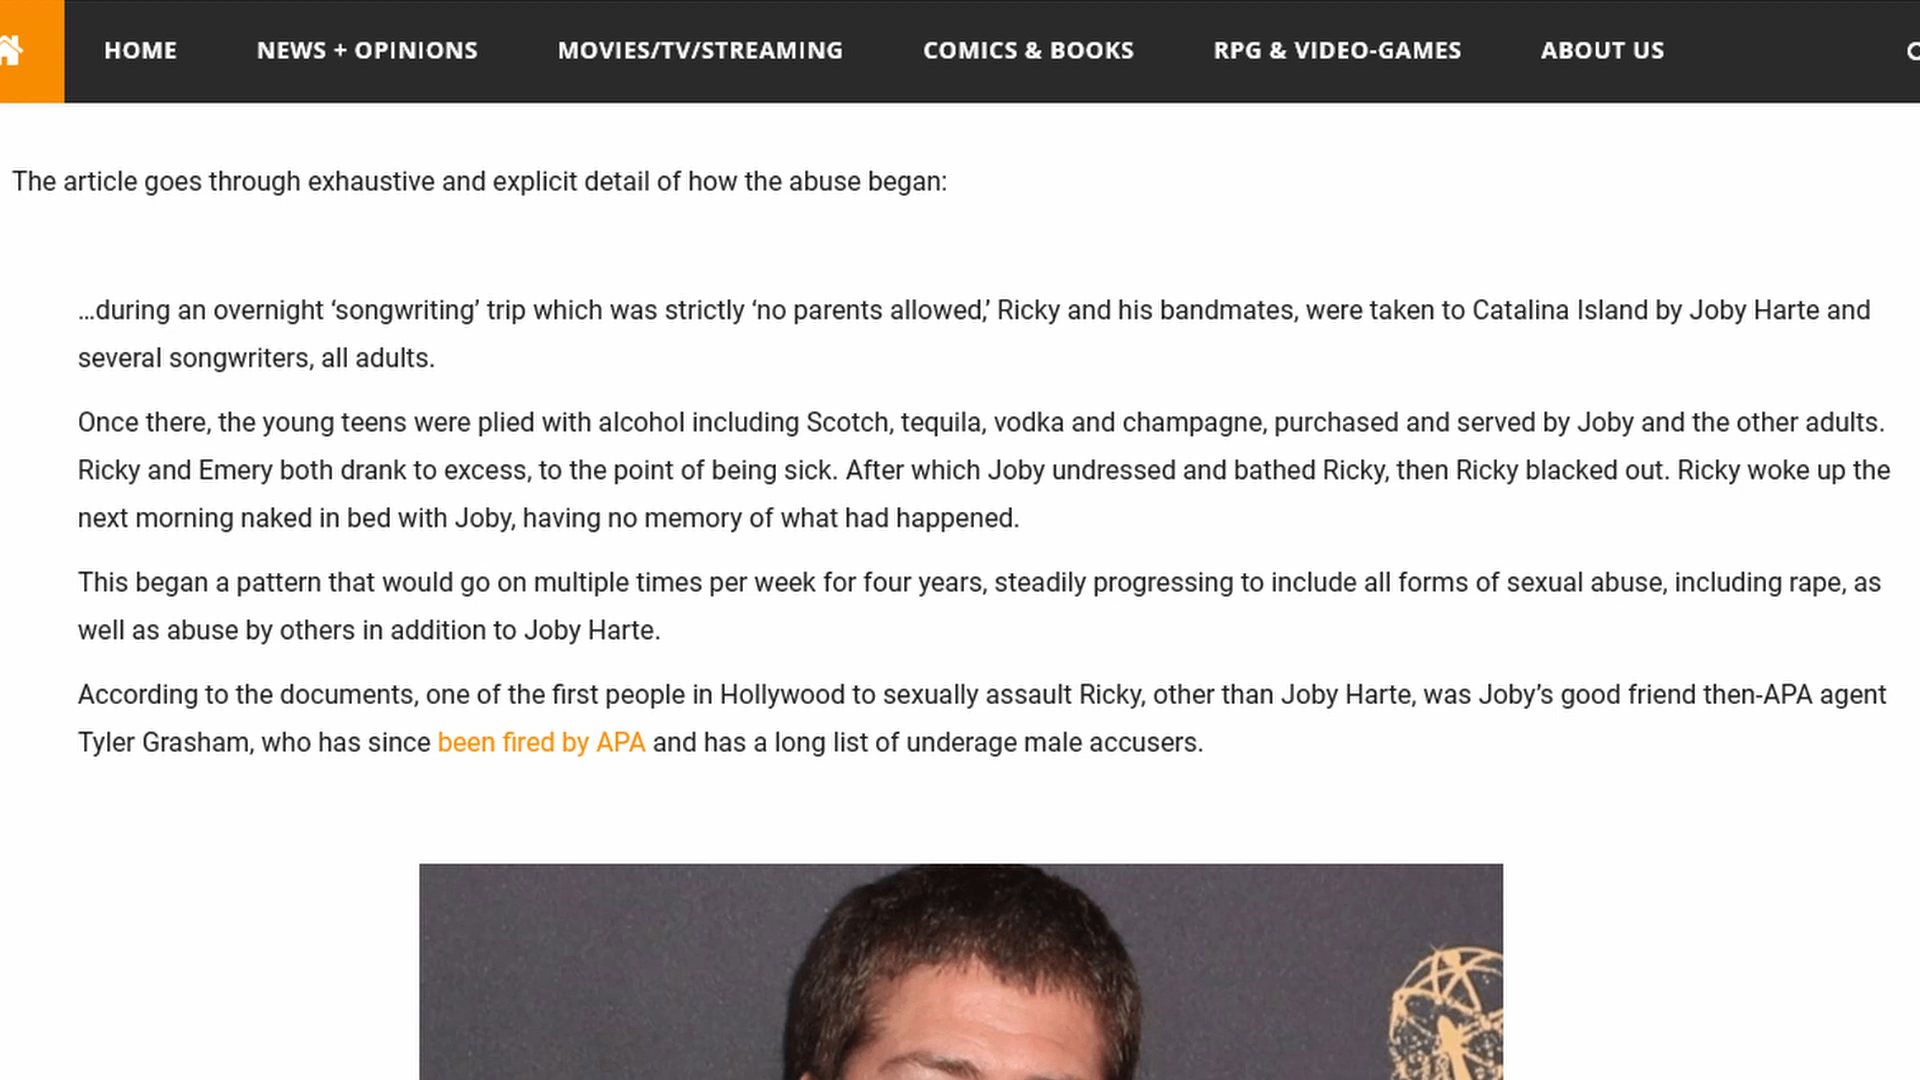 HOME NEWS + OPINIONS MOVIES/TV/STREAMING COMICS & BOOKS RPG & VIDEO-GAMES ABOUT US
The article goes through exhaustive and explicit detail of how the abuse began:
…during an overnight ‘songwriting’ trip which was strictly ‘no parents allowed,’ Ricky and his bandmates, were taken to Catalina Island by Joby Harte and
several songwriters, all adults.
Once there, the young teens were plied with alcohol including Scotch, tequila, vodka and champagne, purchased and served by Joby and the other adults.
Ricky and Emery both drank to excess, to the point of being sick. After which Joby undressed and bathed Ricky, then Ricky blacked out. Ricky woke up the
next morning naked in bed with Joby, having no memory of what had happened.
This began a pattern that would go on multiple times per week for four years, steadily progressing to include all forms of sexual abuse, including rape, as
well as abuse by others in addition to Joby Harte.
According to the documents, one of the first people in Hollywood to sexually assault Ricky, other than Joby Harte, was Joby’s good friend then-APA agent
Tyler Grasham, who has since been fired by APA and has a long list of underage male accusers.